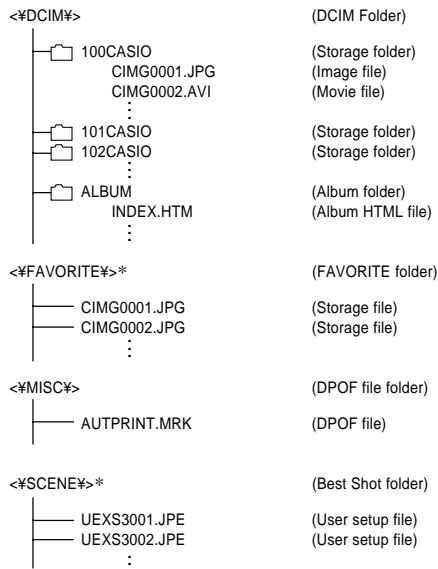 <¥DCIM¥> (DCIM Folder)
100CASIO (Storage folder)
CIMG0001.JPG (Image file)
CIMG0002.AVI (Movie file)
101CASIO (Storage folder)
102CASIO (Storage folder)
ALBUM (Album folder)
INDEX.HTM (Album HTML file)
<¥FAVORITE¥>* (FAVORITE folder)
CIMG0001.JPG (Storage file)
CIMG0002.JPG (Storage file)
<¥MISC¥> (DPOF file folder)
AUTPRINT.MRK (DPOF file)
<¥SCENE¥>* (Best Shot folder)
UEXS3001.JPE (User setup file)
UEXS3002.JPE (User setup file)